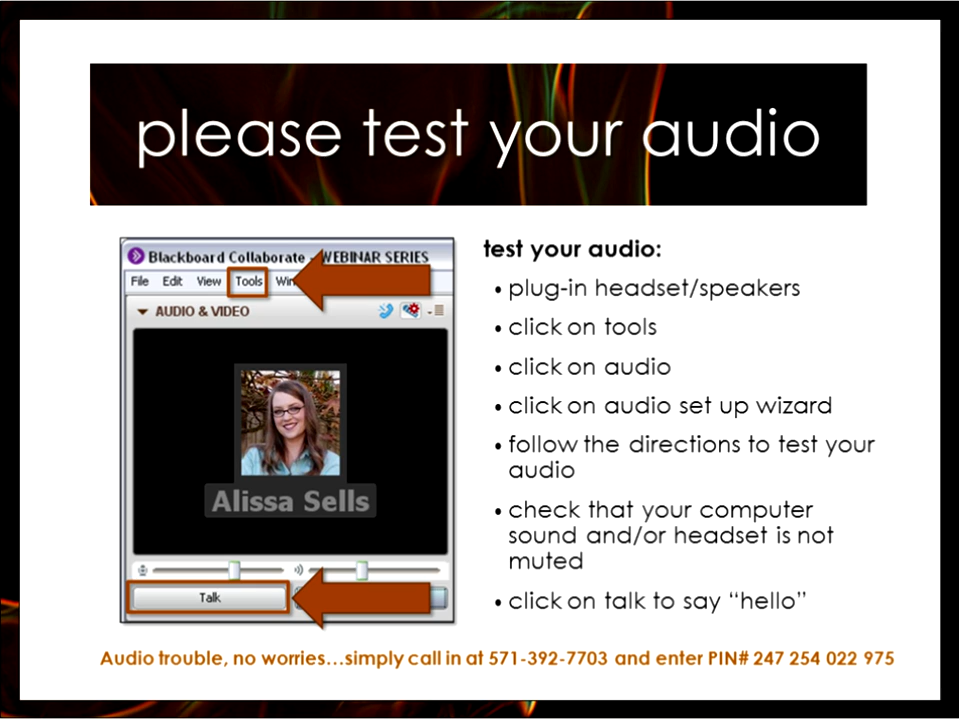 please test your audio
Blackboard Collaborate - WEBINAR SERIES
File Edit View Tools
AUDIO & VIDEO
Alissa Sells
Talk
test your audio:
• plug-in headset/speakers
• click on tools
• click on audio
• click on audio set up wizard
• follow the directions to test your
audio
• check that your computer
sound and/or headset is not
muted
• click on talk to say “hello”
Audio trouble, no worries…simply call in at 571-392-7703 and enter PIN# 247 254 022 975